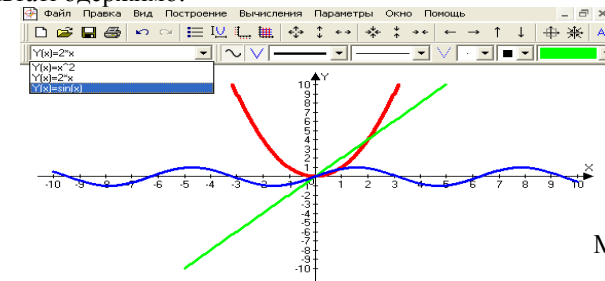 Файл Правка Вид Построение Вычисления Параметры Окно Помощь
Y(x)=2*x
Y(x)=x^2
Y(x)=2*x
Y(x)=sin(x)
Y
10
9
8
7
6
5
4
3
2
1
X
-10 -9 -8 -7 -6 -5 -4 -3 -2 -1 1 2 3 4 5 6 7 8 9 10
-2
-3
-4
-5
-6
-7
-8
-9
-10
М